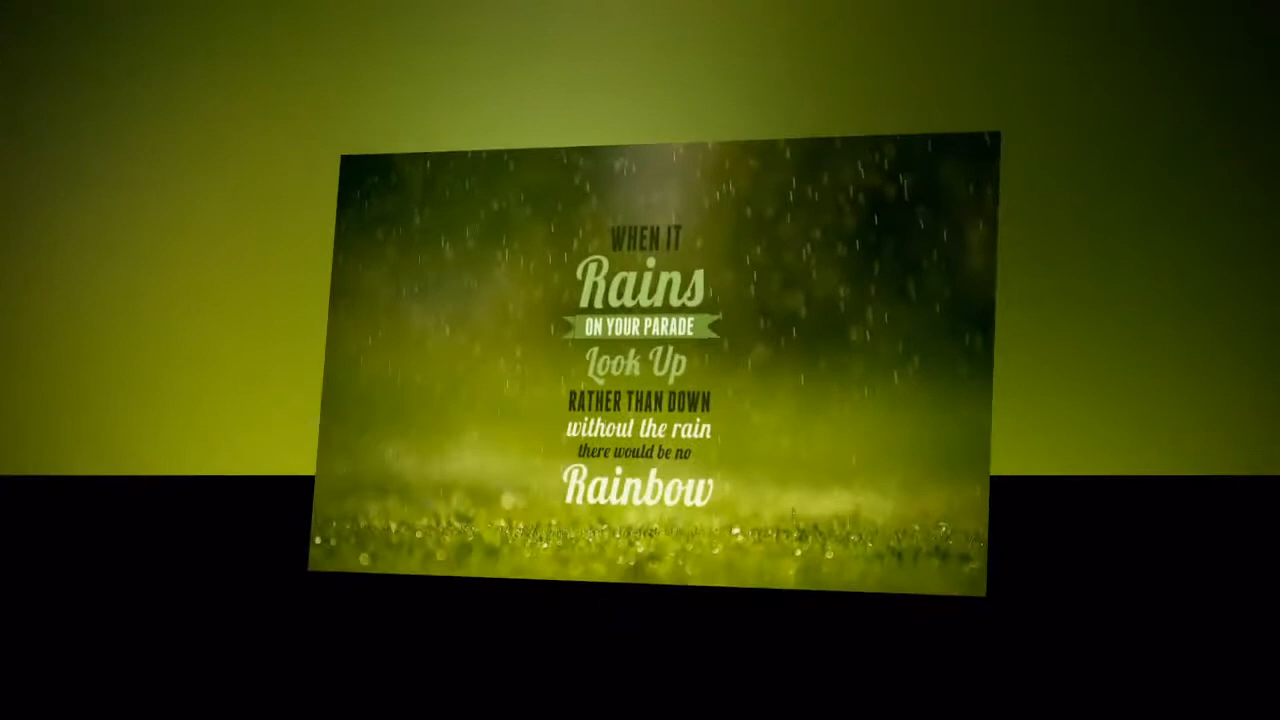 WHEN IT
Rains
ON YOUR PARADE
Look Up
RATHER THAN DOWN
without the rain
there would be no
Rainbow